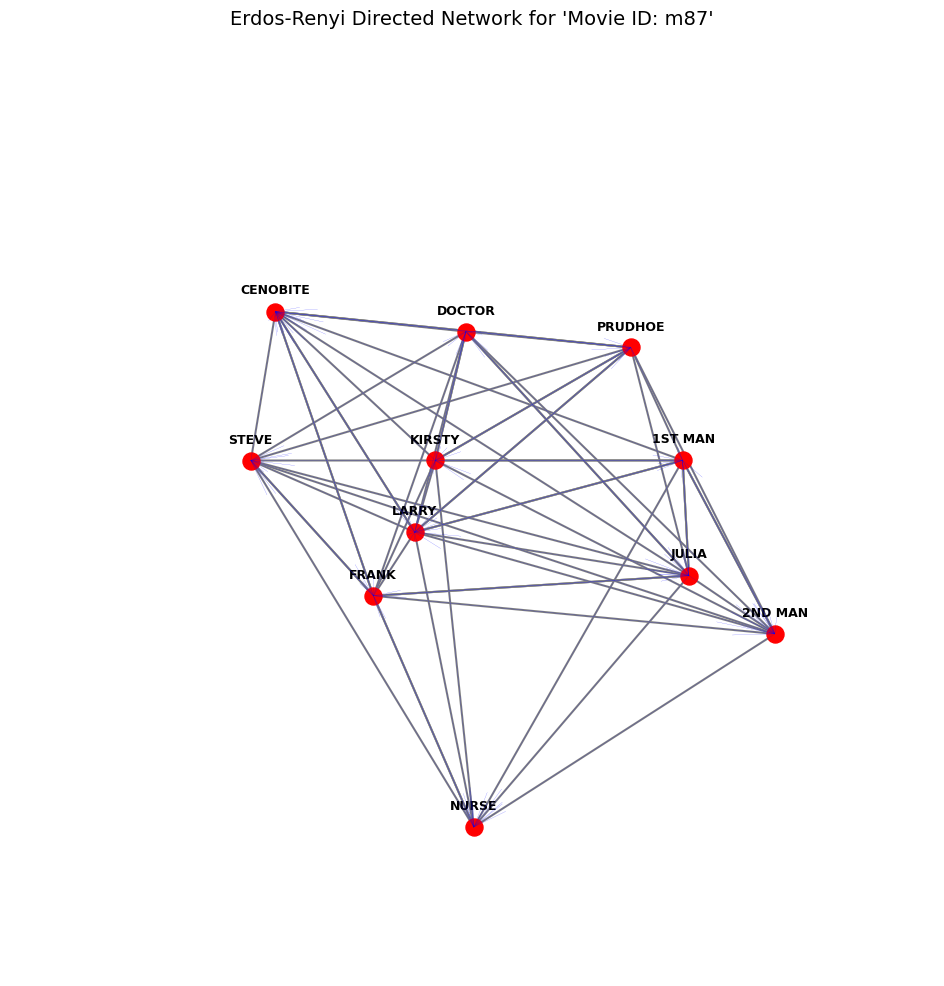 Erdos-Renyi Directed Network for 'Movie ID: m87'
CENOBITE
DOCTOR
PRUDHOE
STEVE
KIRSTY
1ST MAN
LARRY
JULIA
FRANK
2ND MAN
NURSE